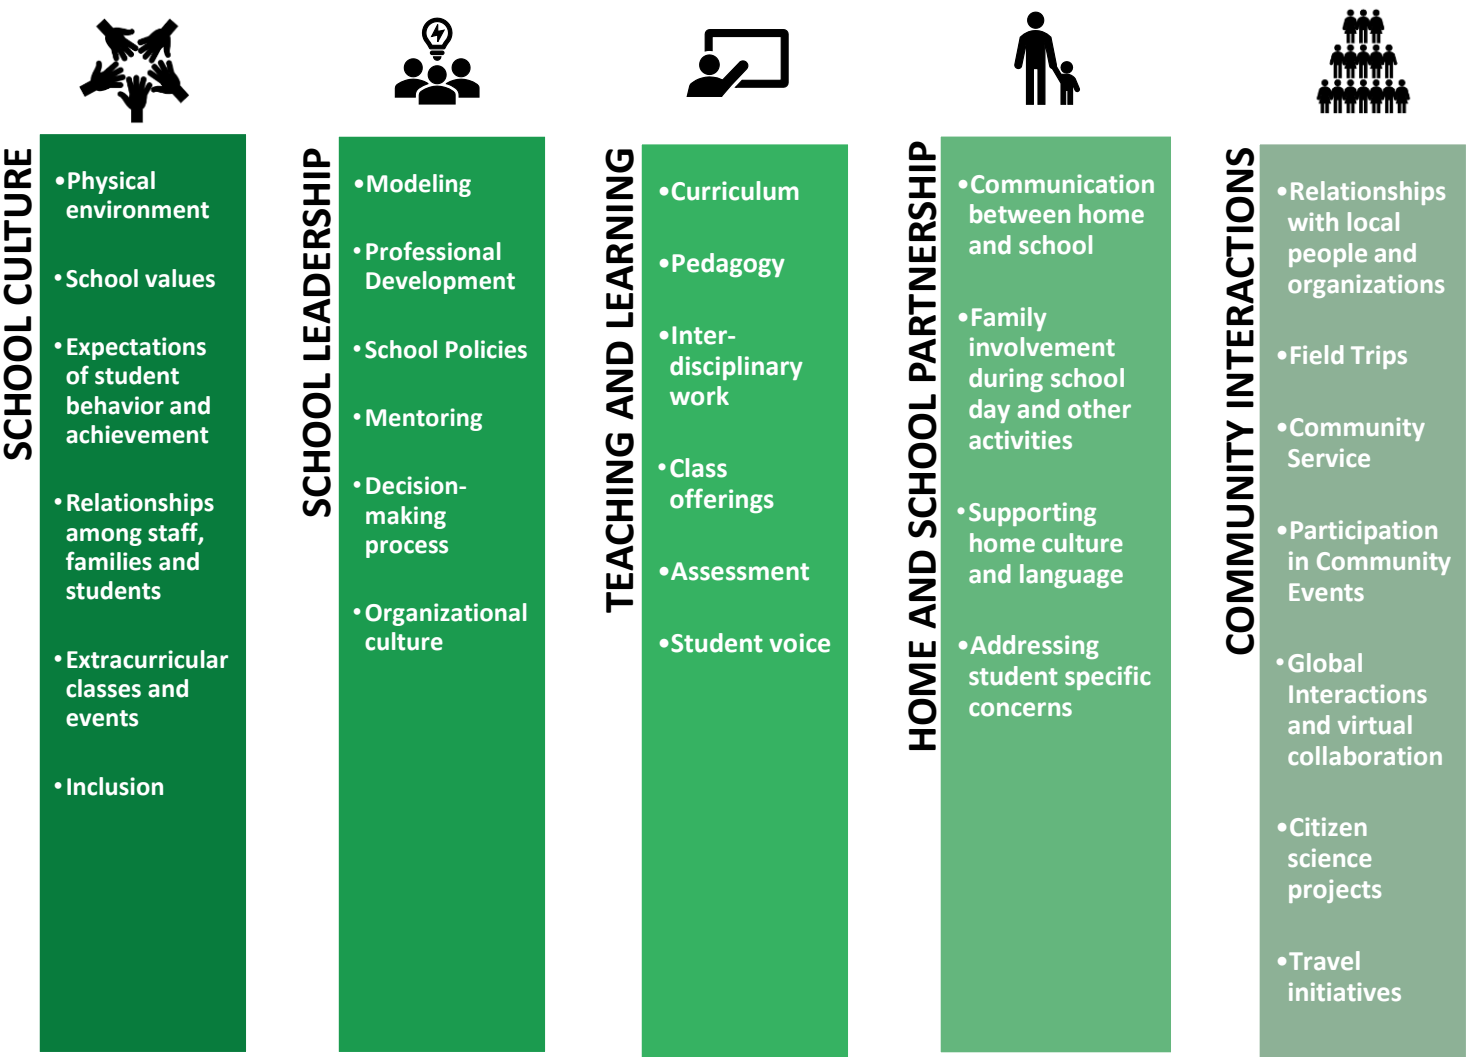 SCHOOL CULTURE
•Physical
environment
•School values
•Expectations
of student
behavior and
achievement
•Relationships
among staff,
families and
students
•Extracurricular
classes and
events
•Inclusion
SCHOOL LEADERSHIP
•Modeling
•Professional
Development
•School Policies
•Mentoring
•Decision-
making
process
•Organizational
culture
TEACHING AND LEARNING
•Curriculum
•Pedagogy
•Inter-
disciplinary
work
•Class
offerings
•Assessment
•Student voice
HOME AND SCHOOL PARTNERSHIP
•Communication
between home
and school
•Family
involvement
during school
day and other
activities
•Supporting
home culture
and language
•Addressing
student specific
concerns
COMMUNITY INTERACTIONS
•Relationships
with local
people and
organizations
•Field Trips
•Community
Service
•Participation
in Community
Events
•Global
Interactions
and virtual
collaboration
•Citizen
science
projects
•Travel
initiatives